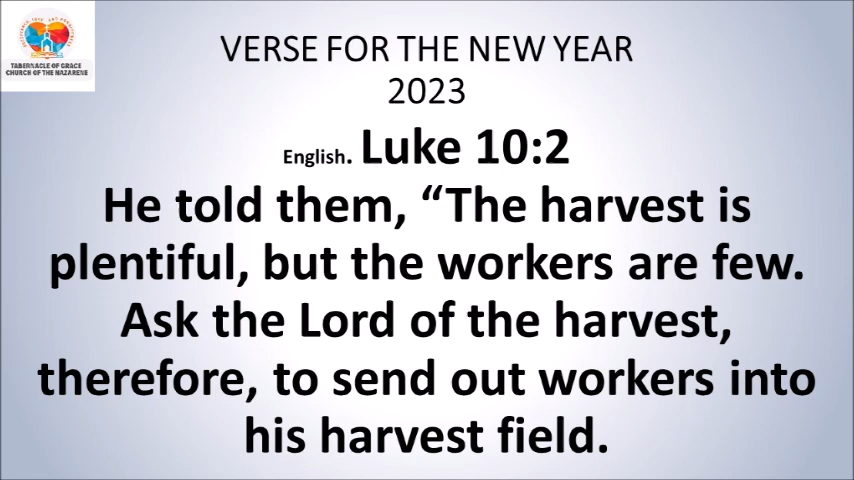 TABERNACLE OF GRACE
CHURCH OF THE NAZARENE
VERSE FOR THE NEW YEAR
2023
English. Luke 10:2
He told them, “The harvest is
plentiful, but the workers are few.
Ask the Lord of the harvest,
therefore, to send out workers into
his harvest field.